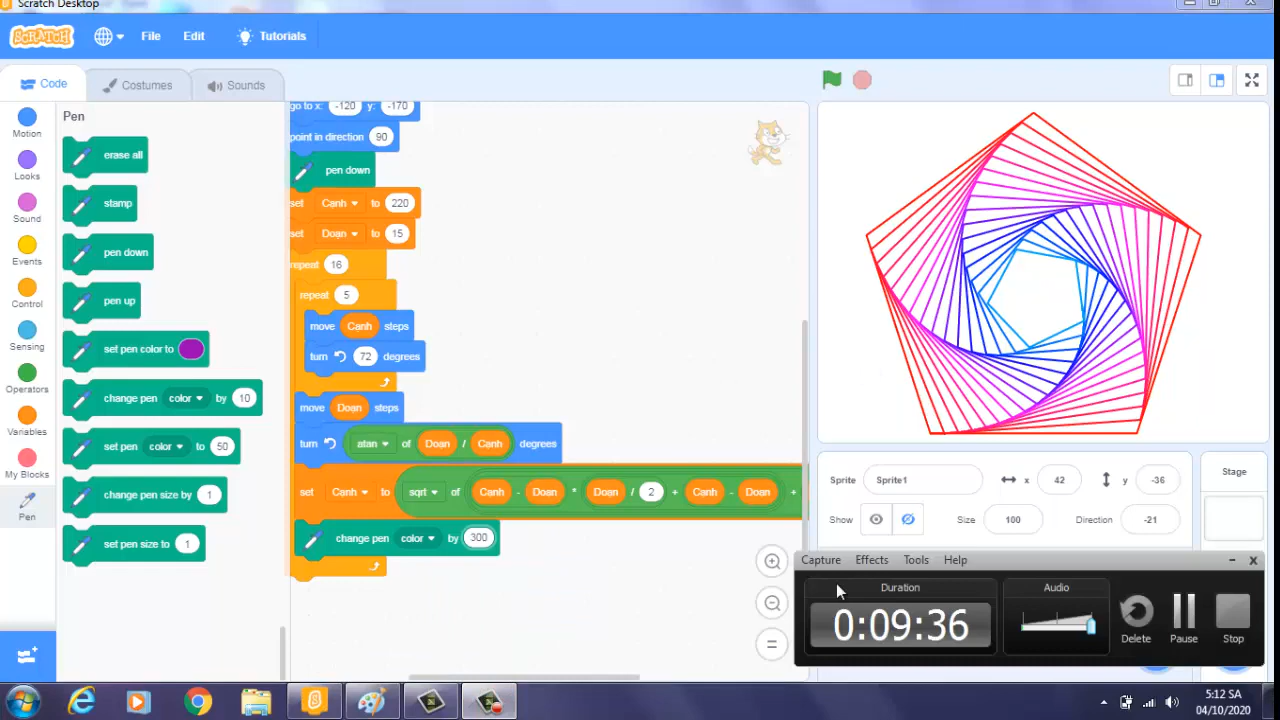 Scratch Desktop
SCRATCH
File
Edit
Tutorials
Code
Costumes
Sounds
Motion
Looks
Sound
Events
Control
Sensing
Operators
Variables
My Blocks
Pen
Pen
erase all
stamp
pen down
pen up
set pen color to
change pen color by 10
set pen color to 50
change pen size by 1
set pen size to 1
go to x: -120 y: -170
point in direction 90
pen down
set Canh to 220
set Doan to 15
repeat 16
repeat 5
move Canh steps
turn 72 degrees
move Doan steps
turn atan of Doan / Canh degrees
set Canh to sqrt of Canh - Doan * Doan / 2 + Canh - Doan +
change pen color by 300
Sprite Sprite1 x 42 y -36
Show Size 100 Direction -21
Stage
Capture Effects Tools Help
Duration
0:09:36
Audio
Delete
Pause
Stop
5:12 SA
04/10/2020